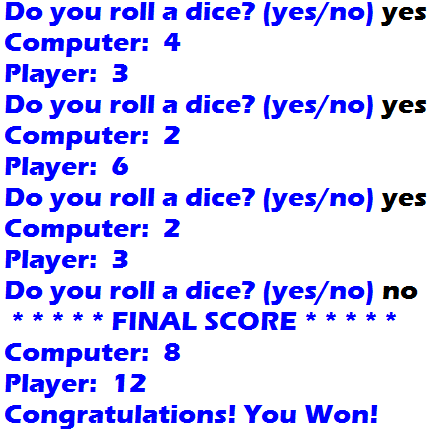 Do you roll a dice? (yes/no) yes
Computer:  4
Player:  3
Do you roll a dice? (yes/no) yes
Computer:  2
Player:  6
Do you roll a dice? (yes/no) yes
Computer:  2
Player:  3
Do you roll a dice? (yes/no) no
* * * * * FINAL SCORE * * * * *
Computer:  8
Player:  12
Congratulations! You Won!